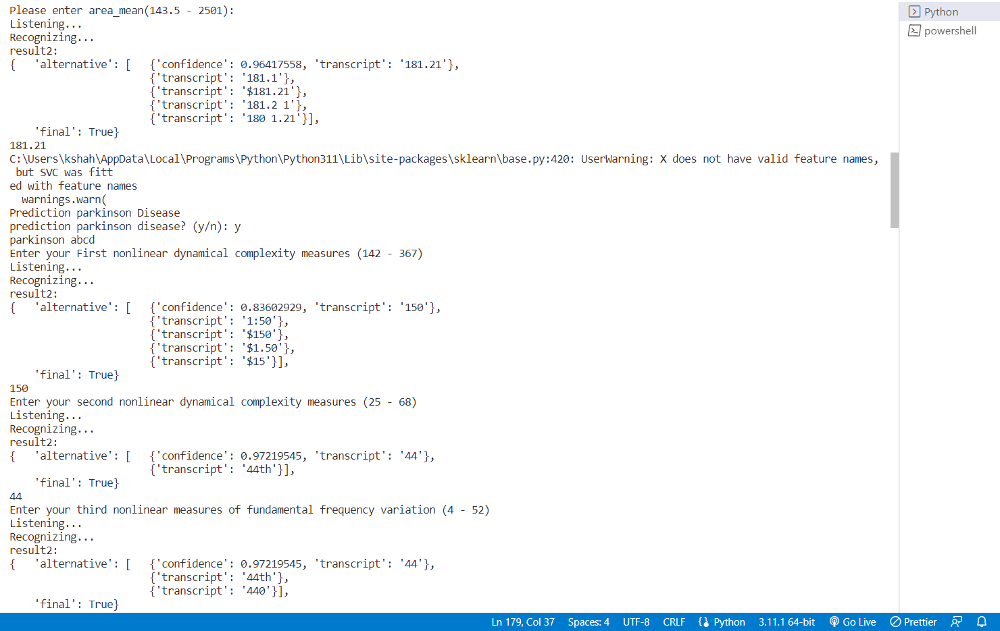 Please enter area_mean(143.5 - 2501):
Listening...
Recognizing...
result2:
{   'alternative': [   {'confidence': 0.96417558, 'transcript': '181.21'},
                       {'transcript': '181.1'},
                       {'transcript': '$181.21'},
                       {'transcript': '181.2 1'},
                       {'transcript': '180 1.21'}],
    'final': True}
181.21
C:\Users\kshah\AppData\Local\Programs\Python\Python311\Lib\site-packages\sklearn\base.py:420: UserWarning: X does not have valid feature names,
 but SVC was fitt
ed with feature names
  warnings.warn(
Prediction parkinson Disease
prediction parkinson disease? (y/n): y
parkinson abcd
Enter your First nonlinear dynamical complexity measures (142 - 367)
Listening...
Recognizing...
result2:
{   'alternative': [   {'confidence': 0.83602929, 'transcript': '150'},
                       {'transcript': '1:50'},
                       {'transcript': '$150'},
                       {'transcript': '$1.50'},
                       {'transcript': '$15'}],
    'final': True}
150
Enter your second nonlinear dynamical complexity measures (25 - 68)
Listening...
Recognizing...
result2:
{   'alternative': [   {'confidence': 0.97219545, 'transcript': '44'},
                       {'transcript': '44th'}],
    'final': True}
44
Enter your third nonlinear measures of fundamental frequency variation (4 - 52)
Listening...
Recognizing...
result2:
{   'alternative': [   {'confidence': 0.97219545, 'transcript': '44'},
                       {'transcript': '44th'},
                       {'transcript': '440'}],
    'final': True}
Python
powershell
Ln 179, Col 37 Spaces: 4 UTF-8 CRLF Python 3.11.1 64-bit Go Live Prettier